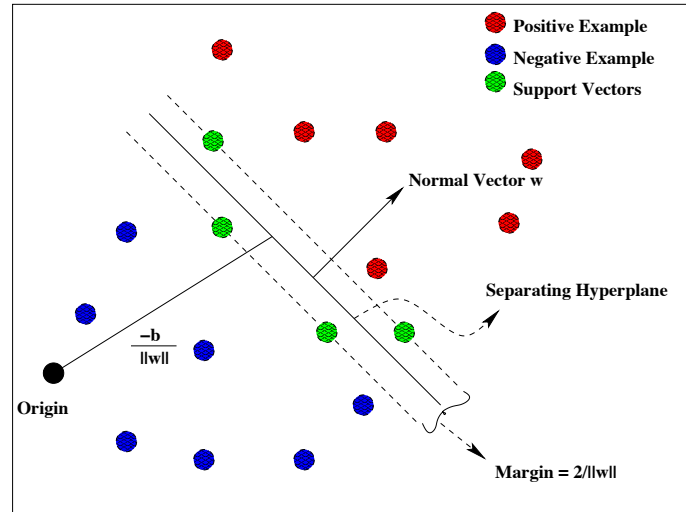 Positive Example
Negative Example
Support Vectors
Normal Vector w
Separating Hyperplane
−b
||w||
Origin
Margin = 2/||w||